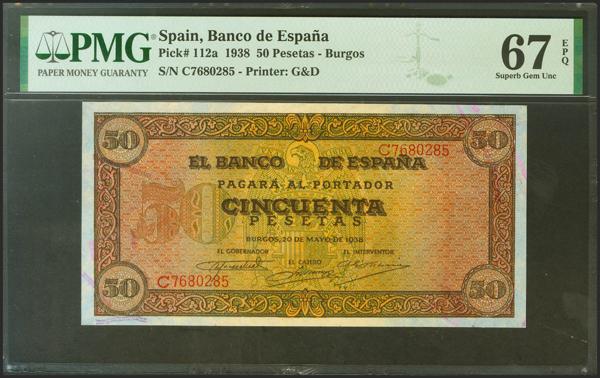 PMG
PAPER MONEY GUARANTY
Spain, Banco de España
Pick# 112a 1938 50 Pesetas - Burgos
S/N C7680285 - Printer: G&D
67
EPQ
Superb Gem Unc
50
50
C7680285
EL BANCO DE ESPAÑA
PAGARÁ AL PORTADOR
CINCUENTA
PESETAS
BURGOS, 20 DE MAYO DE 1938
EL GOBERNADOR
EL CAJERO
EL INTERVENTOR
C7680285
50
50